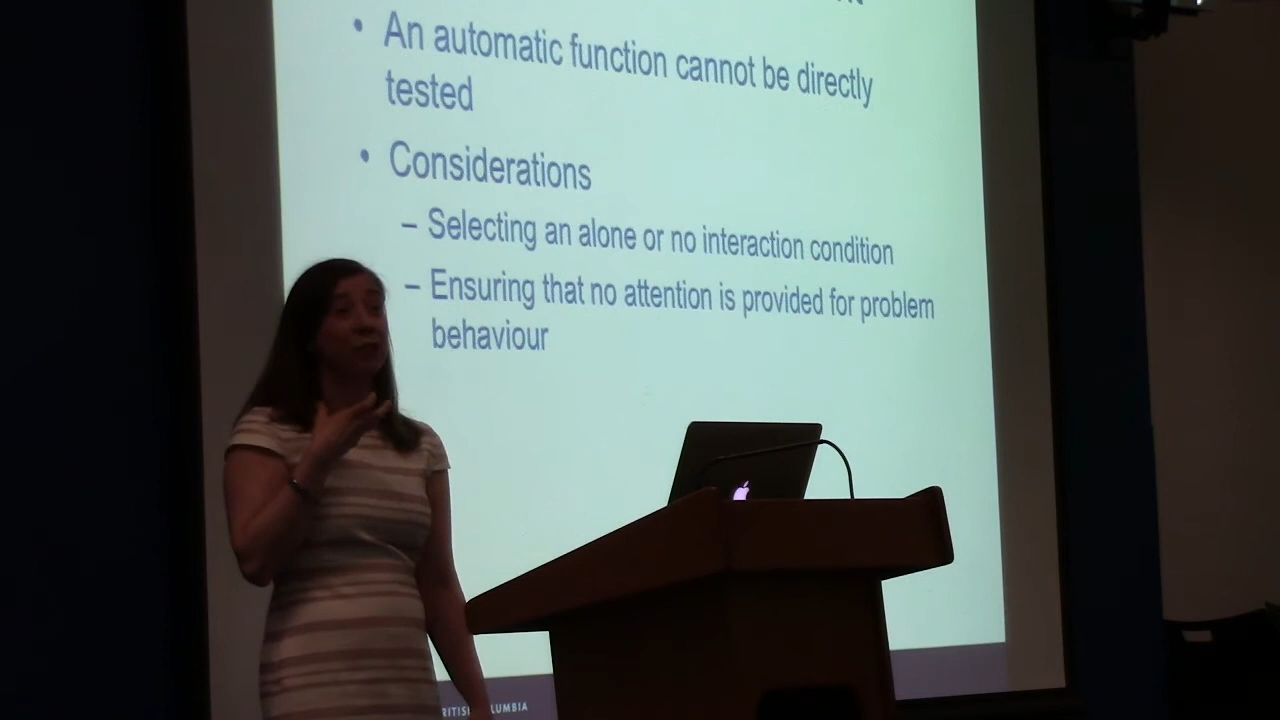 • An automatic function cannot be directly
tested
• Considerations
– Selecting an alone or no interaction condition
– Ensuring that no attention is provided for problem
behaviour